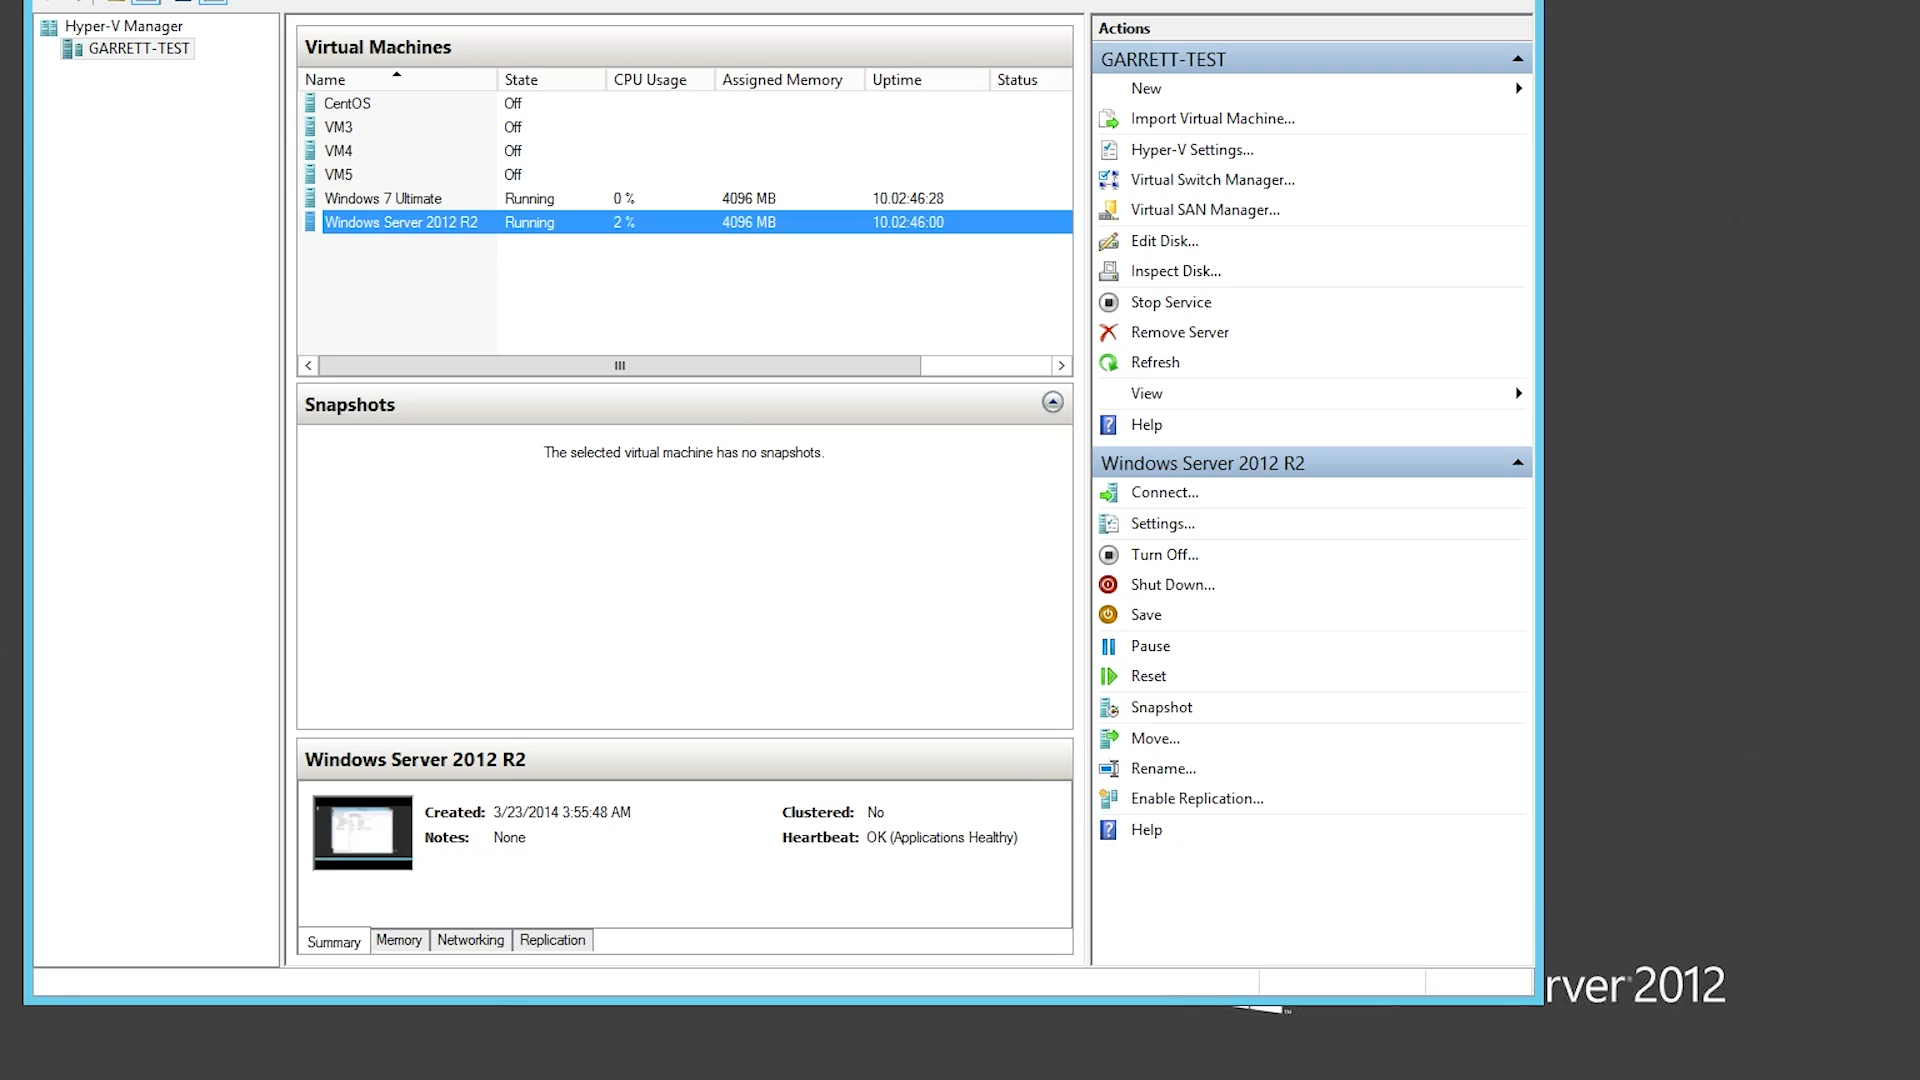 Hyper-V Manager
GARRETT-TEST
Virtual Machines
Name State CPU Usage Assigned Memory Uptime Status
CentOS Off
VM3 Off
VM4 Off
VM5 Off
Windows 7 Ultimate Running 0 % 4096 MB 10.02:46:28
Windows Server 2012 R2 Running 2 % 4096 MB 10.02:46:00
Snapshots
The selected virtual machine has no snapshots.
Windows Server 2012 R2
Created: 3/23/2014 3:55:48 AM Clustered: No
Notes: None Heartbeat: OK (Applications Healthy)
Summary Memory Networking Replication
Actions
GARRETT-TEST
New
Import Virtual Machine...
Hyper-V Settings...
Virtual Switch Manager...
Virtual SAN Manager...
Edit Disk...
Inspect Disk...
Stop Service
Remove Server
Refresh
View
Help
Windows Server 2012 R2
Connect...
Settings...
Turn Off...
Shut Down...
Save
Pause
Reset
Snapshot
Move...
Rename...
Enable Replication...
Help
rver 2012
TM